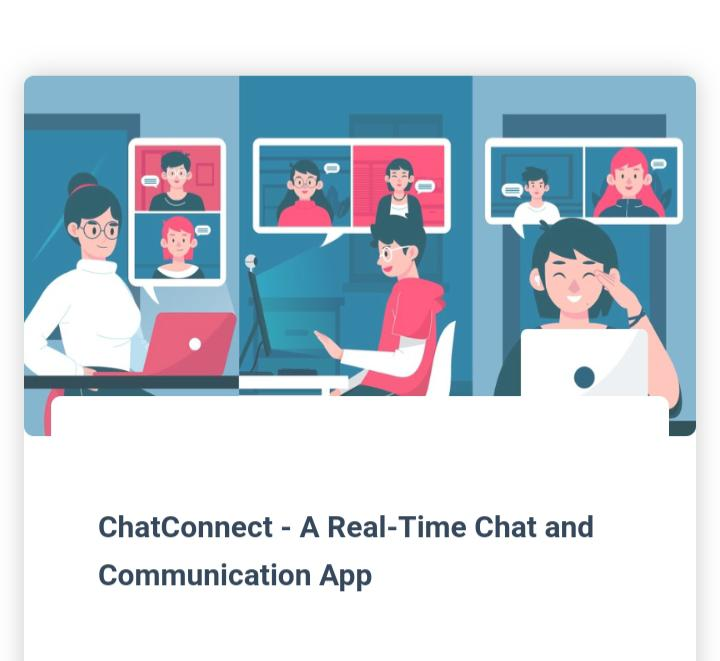 ChatConnect - A Real-Time Chat and
Communication App